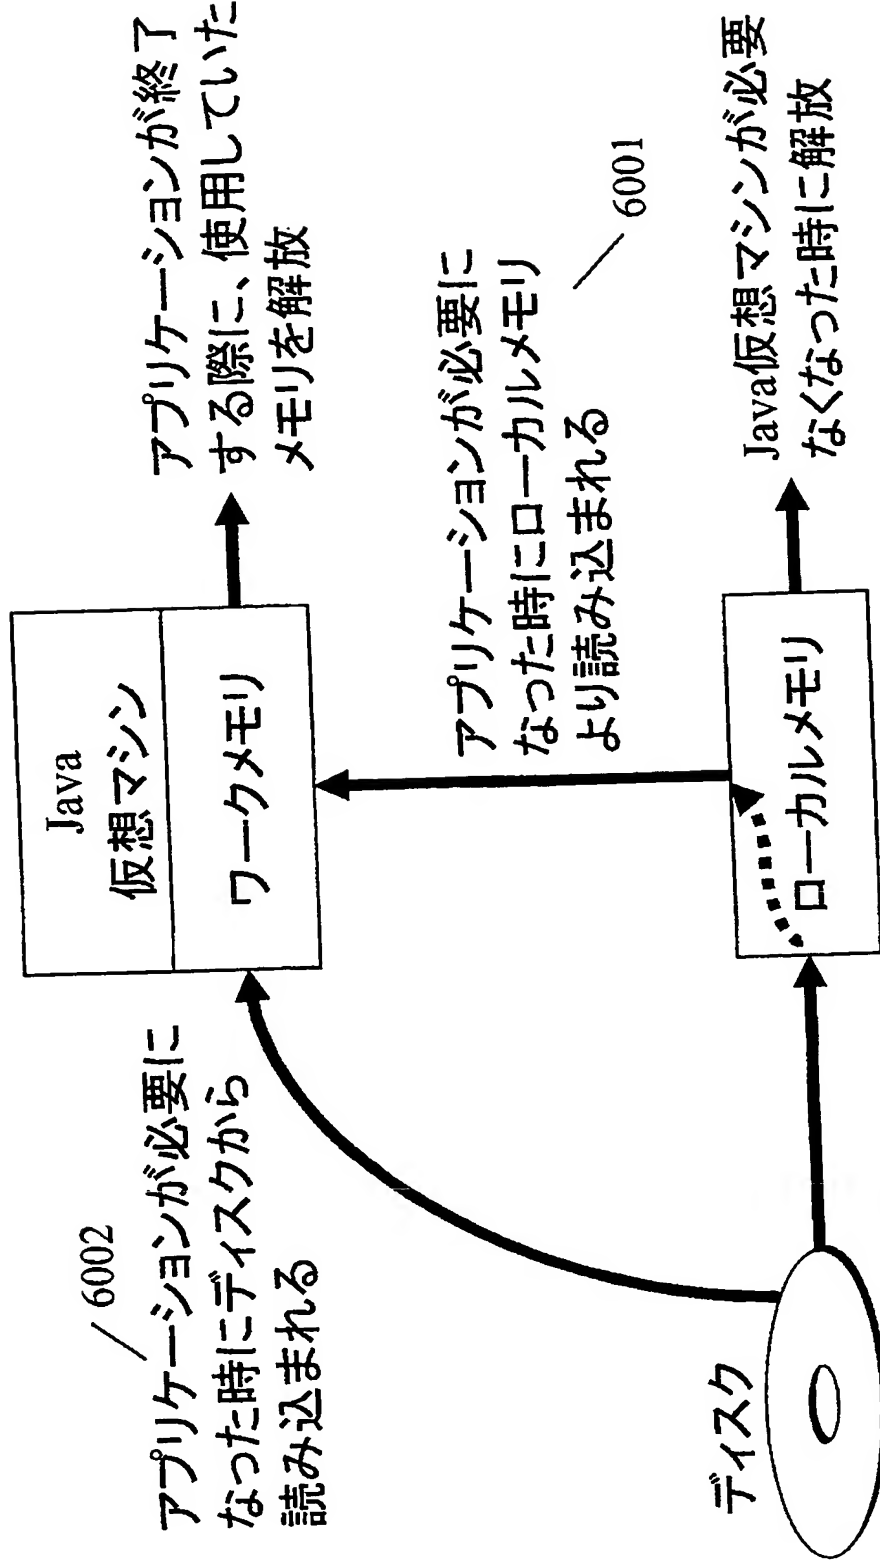 6002
アプリケーションが必要に
なった時にディスクから
読み込まれる
Java
仮想マシン
ワークメモリ
アプリケーションが終了
する際に、使用していた
メモリを解放
アプリケーションが必要に
なった時にローカルメモリ
より読み込まれる
6001
ディスク
ローカルメモリ
Java仮想マシンが必要
なくなった時に解放